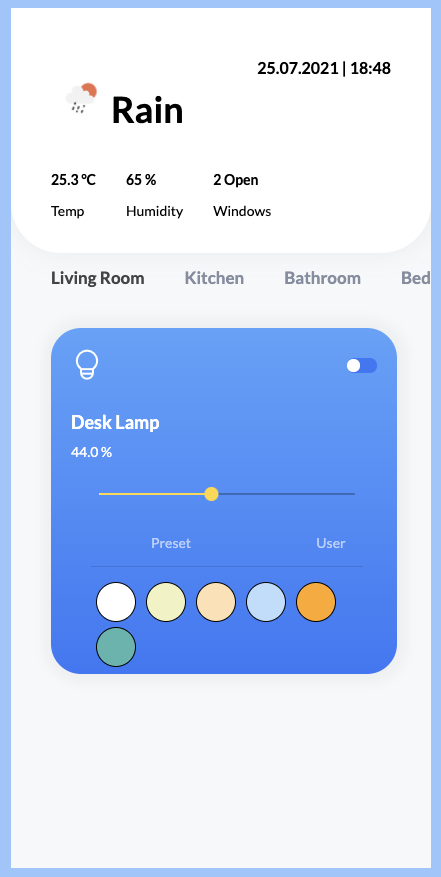 25.07.2021 | 18:48
Rain
25.3 °C 65 % 2 Open
Temp Humidity Windows
Living Room Kitchen Bathroom Bed
Desk Lamp
44.0 %
Preset User